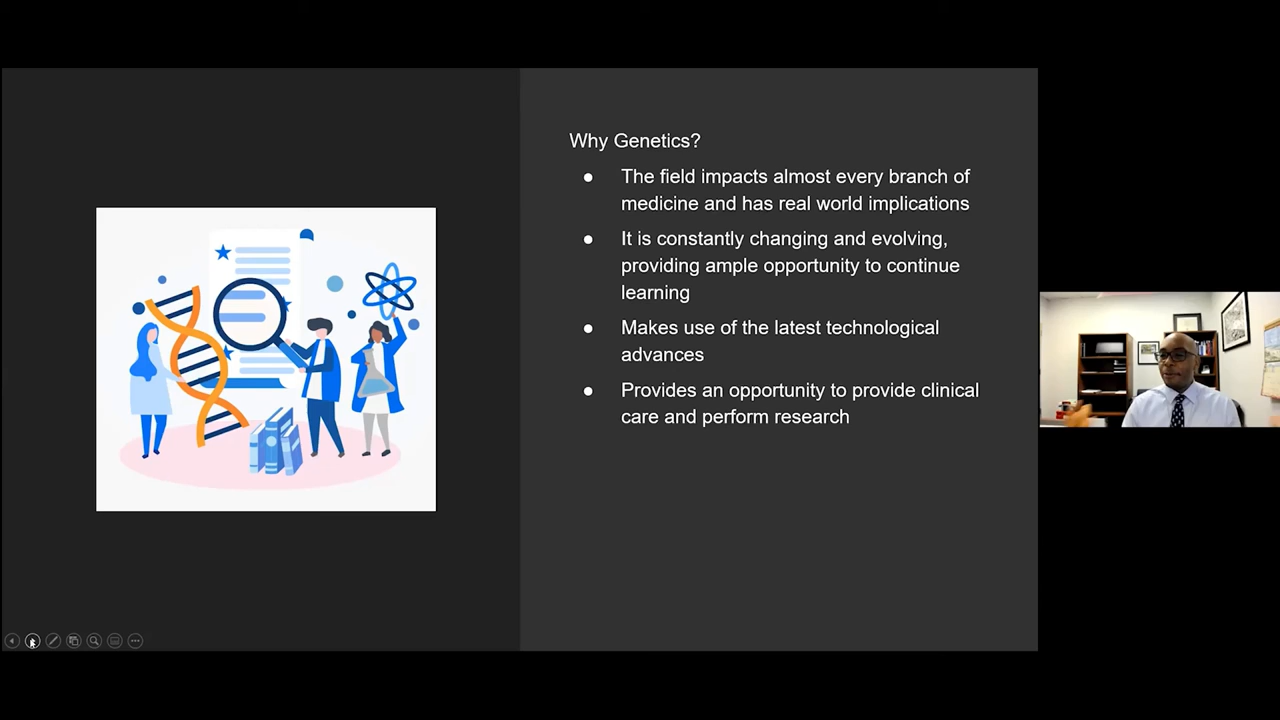 Why Genetics?
● The field impacts almost every branch of
medicine and has real world implications
● It is constantly changing and evolving,
providing ample opportunity to continue
learning
● Makes use of the latest technological
advances
● Provides an opportunity to provide clinical
care and perform research